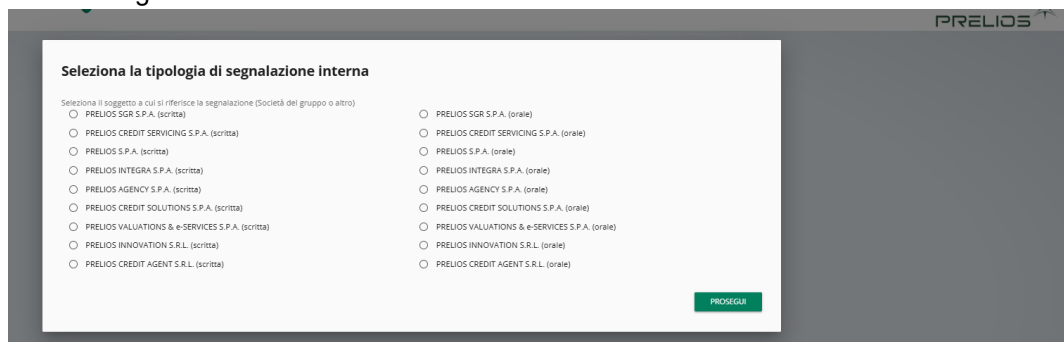 PRELIOS
Seleziona la tipologia di segnalazione interna
Seleziona il soggetto a cui si riferisce la segnalazione (Società del gruppo o altro)
PRELIOS SGR S.P.A. (scritta)
PRELIOS SGR S.P.A. (orale)
PRELIOS CREDIT SERVICING S.P.A. (scritta)
PRELIOS CREDIT SERVICING S.P.A. (orale)
PRELIOS S.P.A. (scritta)
PRELIOS S.P.A. (orale)
PRELIOS INTEGRA S.P.A. (scritta)
PRELIOS INTEGRA S.P.A. (orale)
PRELIOS AGENCY S.P.A. (scritta)
PRELIOS AGENCY S.P.A. (orale)
PRELIOS CREDIT SOLUTIONS S.P.A. (scritta)
PRELIOS CREDIT SOLUTIONS S.P.A. (orale)
PRELIOS VALUATIONS & e-SERVICES S.P.A. (scritta)
PRELIOS VALUATIONS & e-SERVICES S.P.A. (orale)
PRELIOS INNOVATION S.R.L. (scritta)
PRELIOS INNOVATION S.R.L. (orale)
PRELIOS CREDIT AGENT S.R.L. (scritta)
PRELIOS CREDIT AGENT S.R.L. (orale)
PROSEGUI